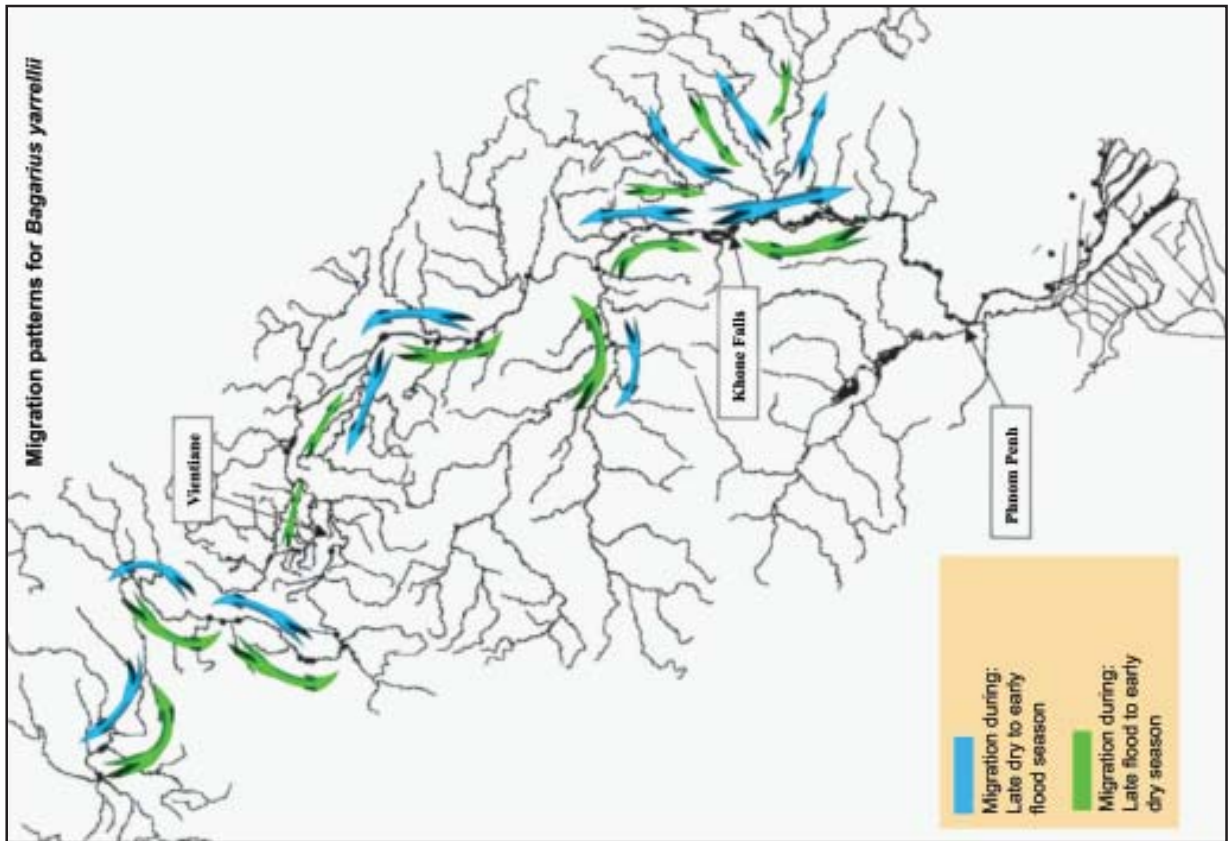 Migration patterns for Bagarius yarrellii
Vientiane
Khone Falls
Phnom Penh
Migration during:
Late dry to early
flood season
Migration during:
Late flood to early
dry season